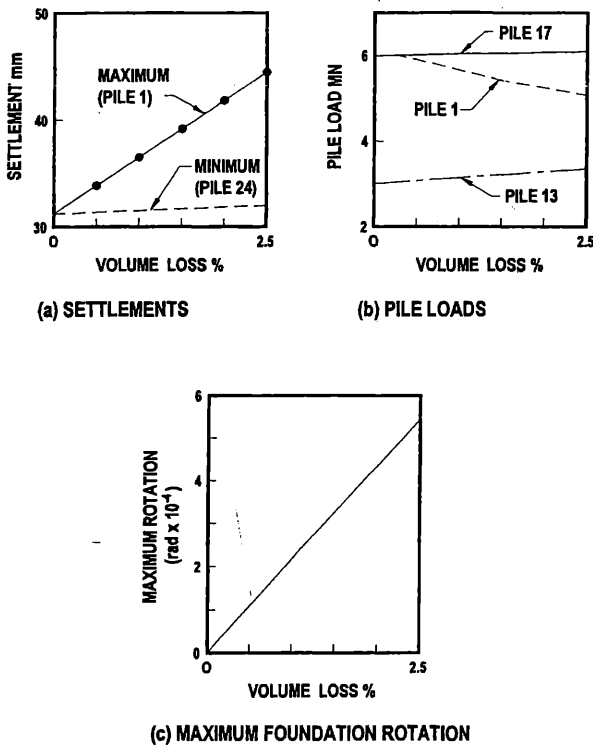 50
40
30
SETTLEMENT mm
MAXIMUM
(PILE 1)
MINIMUM
(PILE 24)
0
2.5
VOLUME LOSS %
(a) SETTLEMENTS
8
6
4
2
PILE LOAD MN
PILE 17
PILE 1
PILE 13
0
2.5
VOLUME LOSS %
(b) PILE LOADS
6
4
2
0
MAXIMUM ROTATION
(rad x 10⁻⁴)
0
2.5
VOLUME LOSS %
(c) MAXIMUM FOUNDATION ROTATION